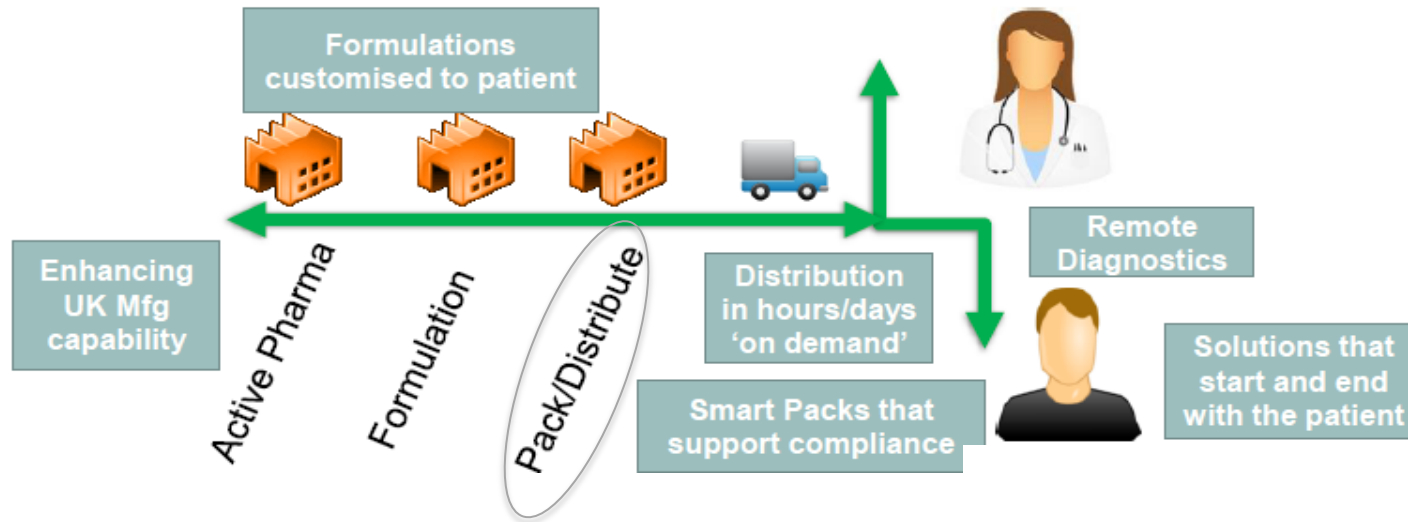 Formulations
customised to patient
Enhancing
UK Mfg
capability
Active Pharma
Formulation
Pack/Distribute
Distribution
in hours/days
‘on demand’
Smart Packs that
support compliance
Remote
Diagnostics
Solutions that
start and end
with the patient